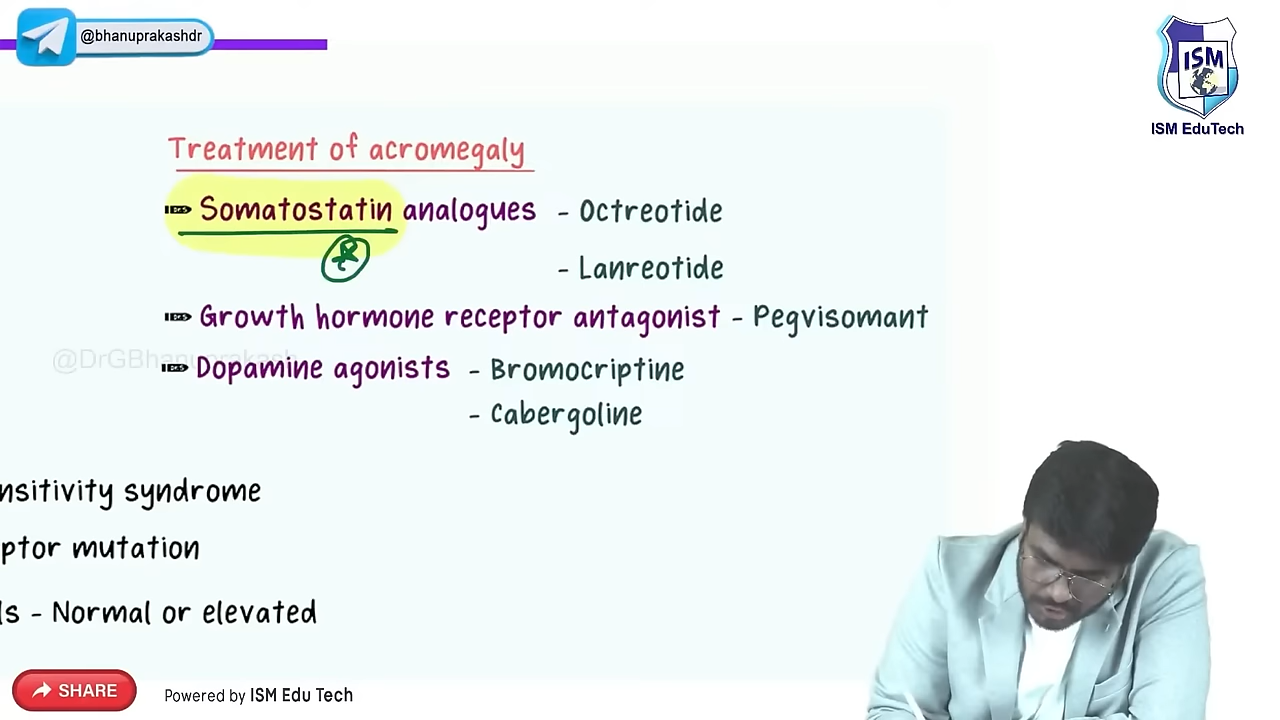 @bhanuprakashdr
ISM
ISM EduTech
Treatment of acromegaly
Somatostatin analogues - Octreotide
- Lanreotide
Growth hormone receptor antagonist - Pegvisomant
@DrGBhanuprakash
Dopamine agonists - Bromocriptine
- Cabergoline
nsitivity syndrome
ptor mutation
ls - Normal or elevated
SHARE
Powered by ISM Edu Tech